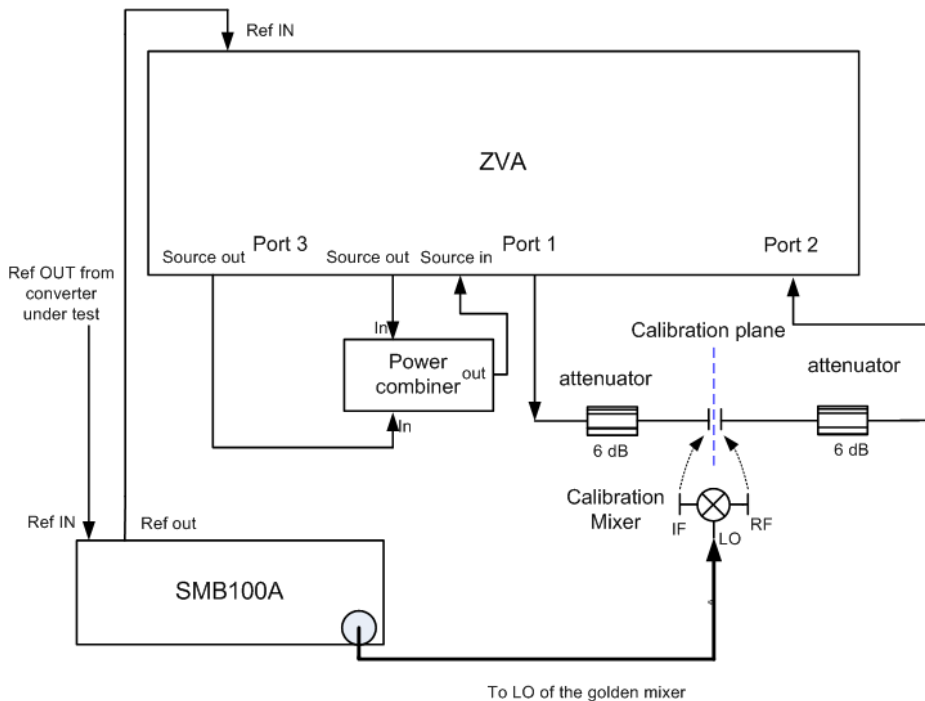 Ref IN
ZVA
Port 3
Port 1
Port 2
Source out
Source out
Source in
Ref OUT from
converter
under test
In
Power
combiner
out
In
Calibration plane
attenuator
attenuator
6 dB
6 dB
Calibration
Mixer
IF
LO
RF
Ref IN
Ref out
SMB100A
To LO of the golden mixer